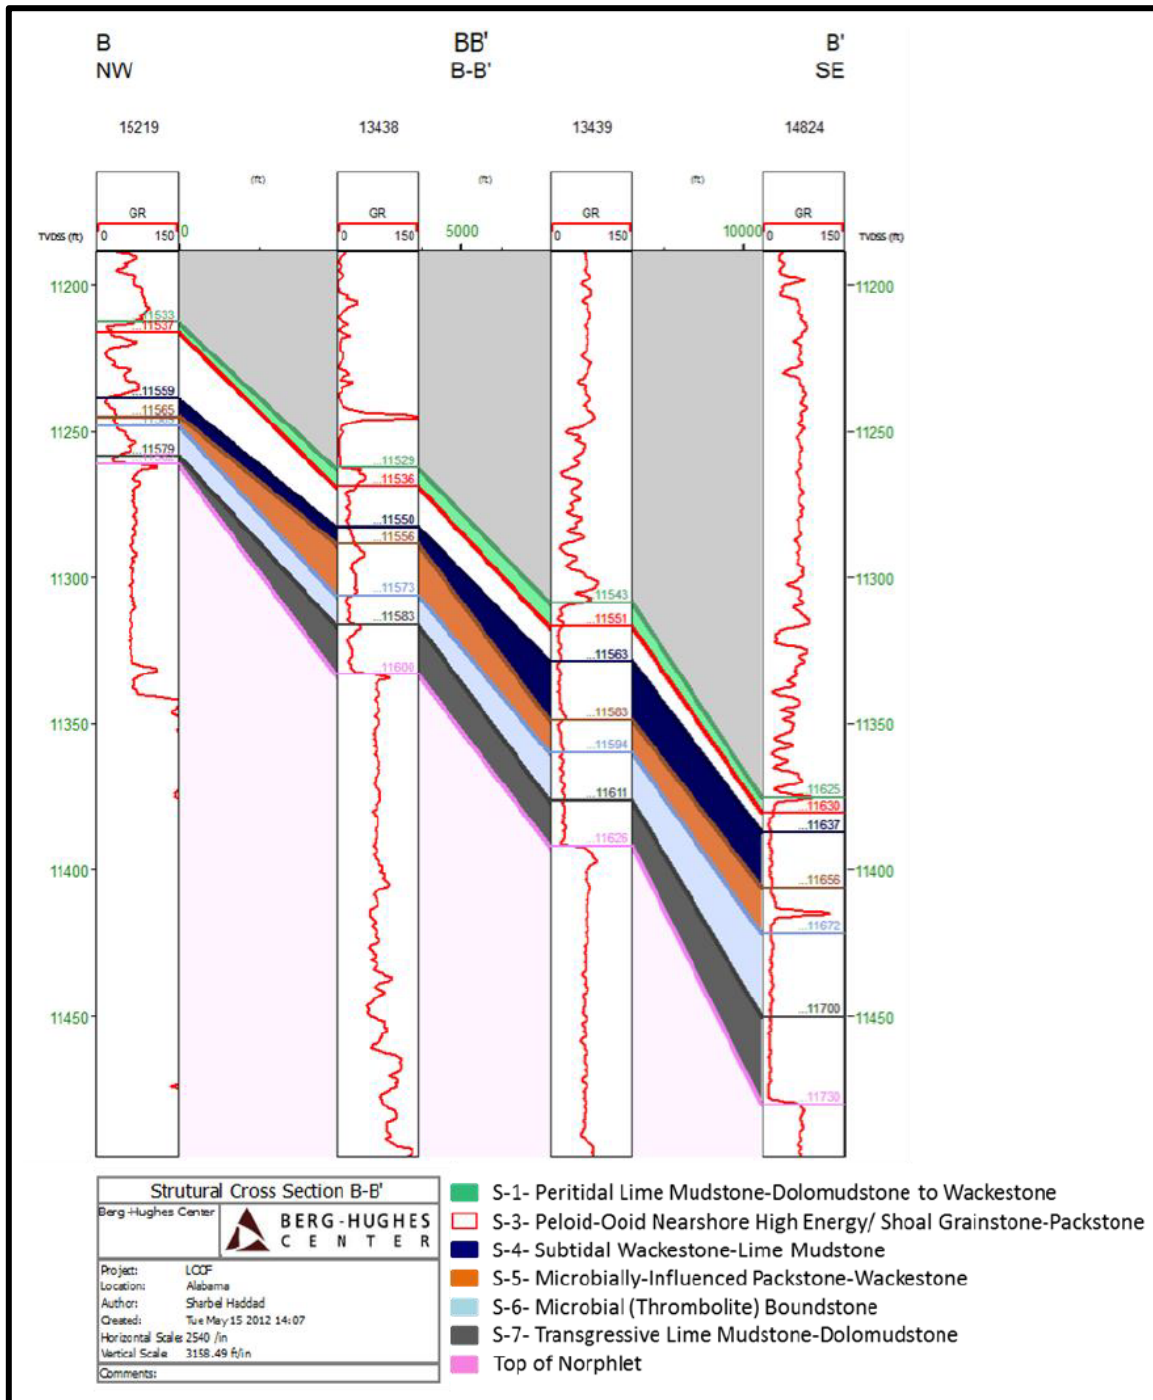 B BB' B'
NW B-B' SE
15219 13438 13439 14824
(ft) (ft) (ft)
GR GR GR GR
TVDSS (ft) 0 150 0 0 150 5000 0 150 10000 0 150 TVDSS (ft)
11200 11200
...11533
...11537
...11559
...11565
...11579
11250 11250
...11529
...11536
...11550
...11556
...11573
...11583
...11600
11300 11300
...11543
...11551
...11563
...11583
...11594
...11611
...11626
11350 11350
...11625
...11630
...11637
...11656
...11672
...11700
...11730
11400 11400
11450 11450
Strutural Cross Section B-B'
Berg-Hughes Center
BERG-HUGHES
CENTER
Project: LCCF
Location: Alabama
Author: Sharbel Haddad
Created: Tue May 15 2012 14:07
Horizontal Scale: 2540 /in
Vertical Scale: 3158.49 ft/in
Comments:
S-1- Peritidal Lime Mudstone-Dolomudstone to Wackestone
S-3- Peloid-Ooid Nearshore High Energy/ Shoal Grainstone-Packstone
S-4- Subtidal Wackestone-Lime Mudstone
S-5- Microbially-Influenced Packstone-Wackestone
S-6- Microbial (Thrombolite) Boundstone
S-7- Transgressive Lime Mudstone-Dolomudstone
Top of Norphlet